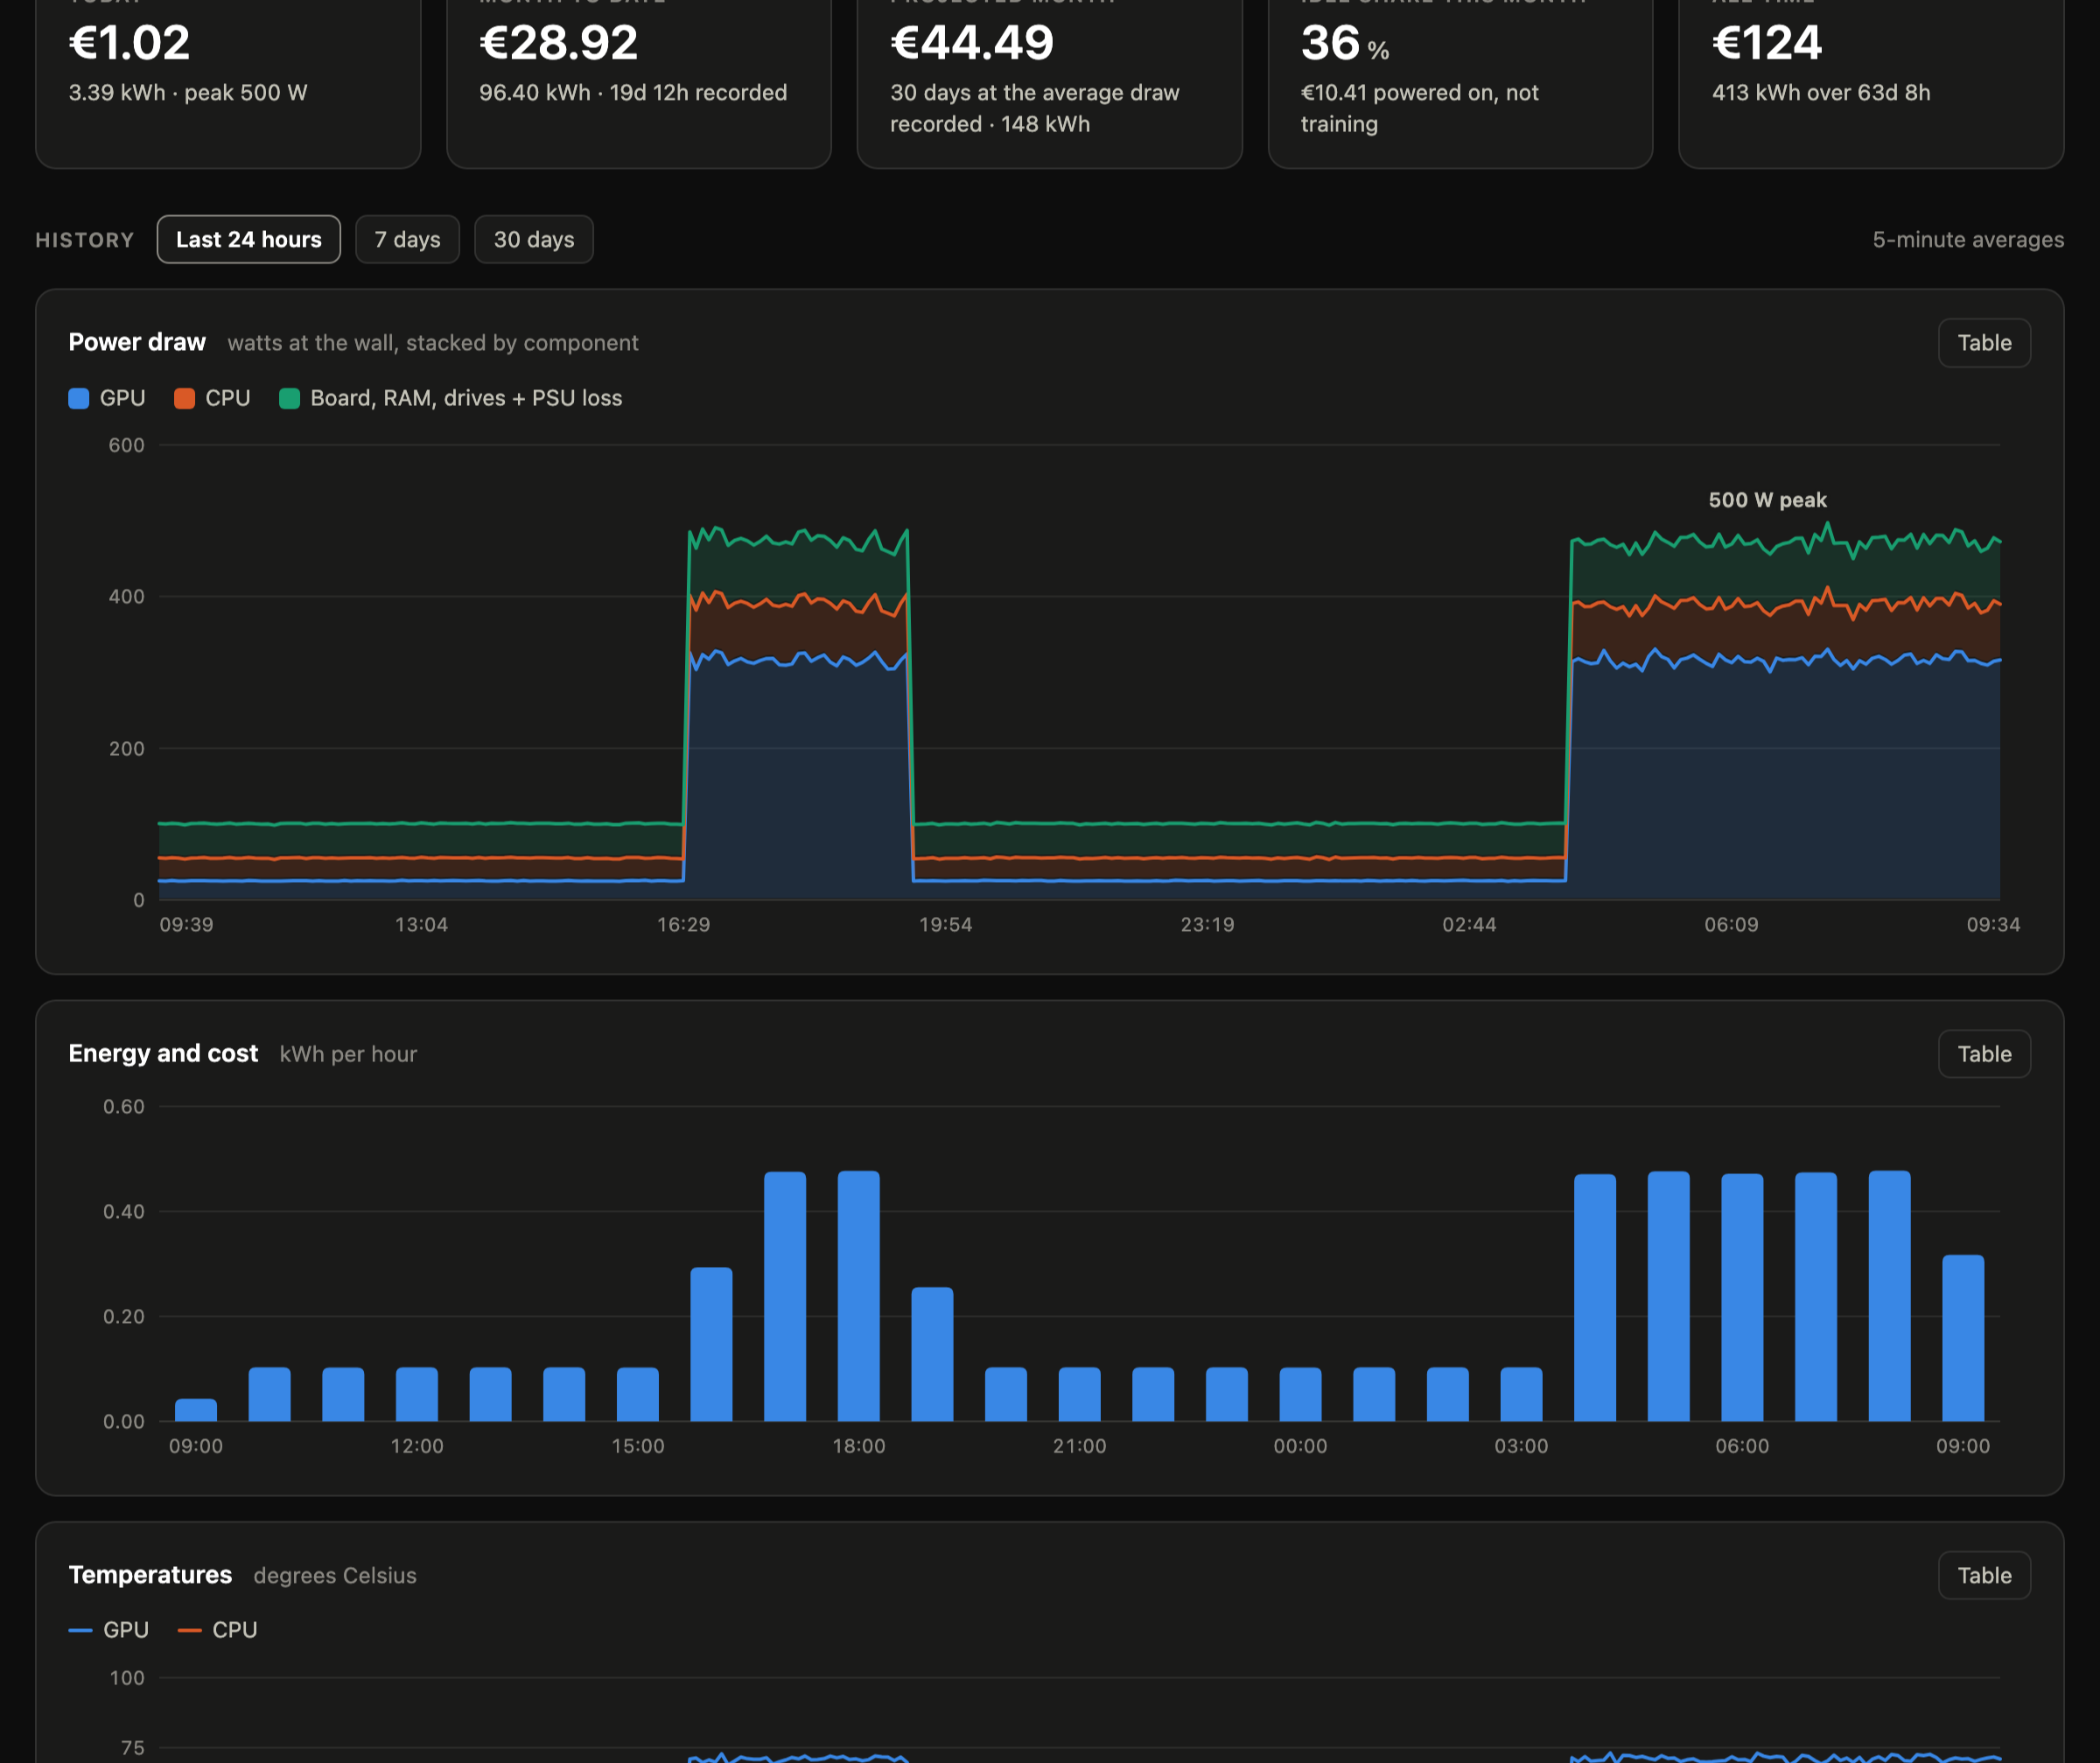 €1.02
3.39 kWh · peak 500 W
€28.92
96.40 kWh · 19d 12h recorded
€44.49
30 days at the average draw
recorded · 148 kWh
36 %
€10.41 powered on, not
training
€124
413 kWh over 63d 8h
HISTORY Last 24 hours 7 days 30 days 5-minute averages
Power draw watts at the wall, stacked by component Table
GPU CPU Board, RAM, drives + PSU loss
600
500 W peak
400
200
0
09:39 13:04 16:29 19:54 23:19 02:44 06:09 09:34
Energy and cost kWh per hour Table
0.60
0.40
0.20
0.00
09:00 12:00 15:00 18:00 21:00 00:00 03:00 06:00 09:00
Temperatures degrees Celsius Table
GPU CPU
100
75